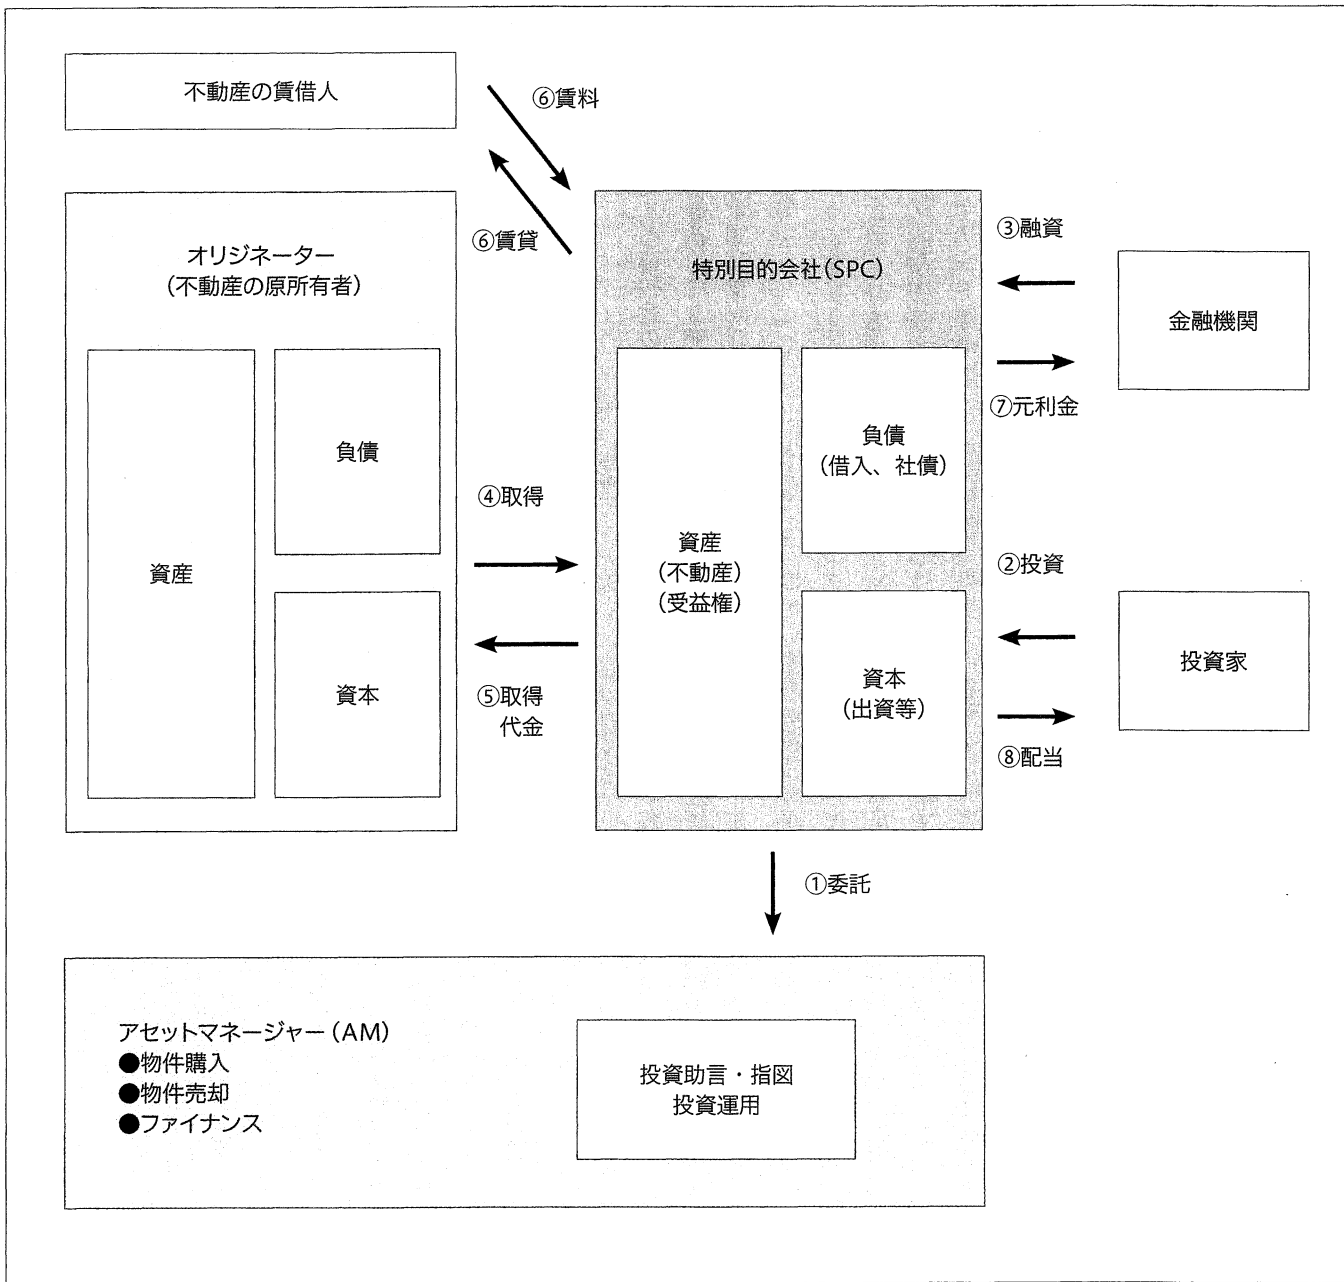 不動産の賃借人
⑥賃料
⑥賃貸
オリジネーター
(不動産の原所有者)
資産
負債
資本
④取得
⑤取得
代金
特別目的会社(SPC)
資産
(不動産)
(受益権)
負債
(借入、社債)
資本
(出資等)
③融資
金融機関
⑦元利金
②投資
投資家
⑧配当
①委託
アセットマネージャー(AM)
●物件購入
●物件売却
●ファイナンス
投資助言・指図
投資運用